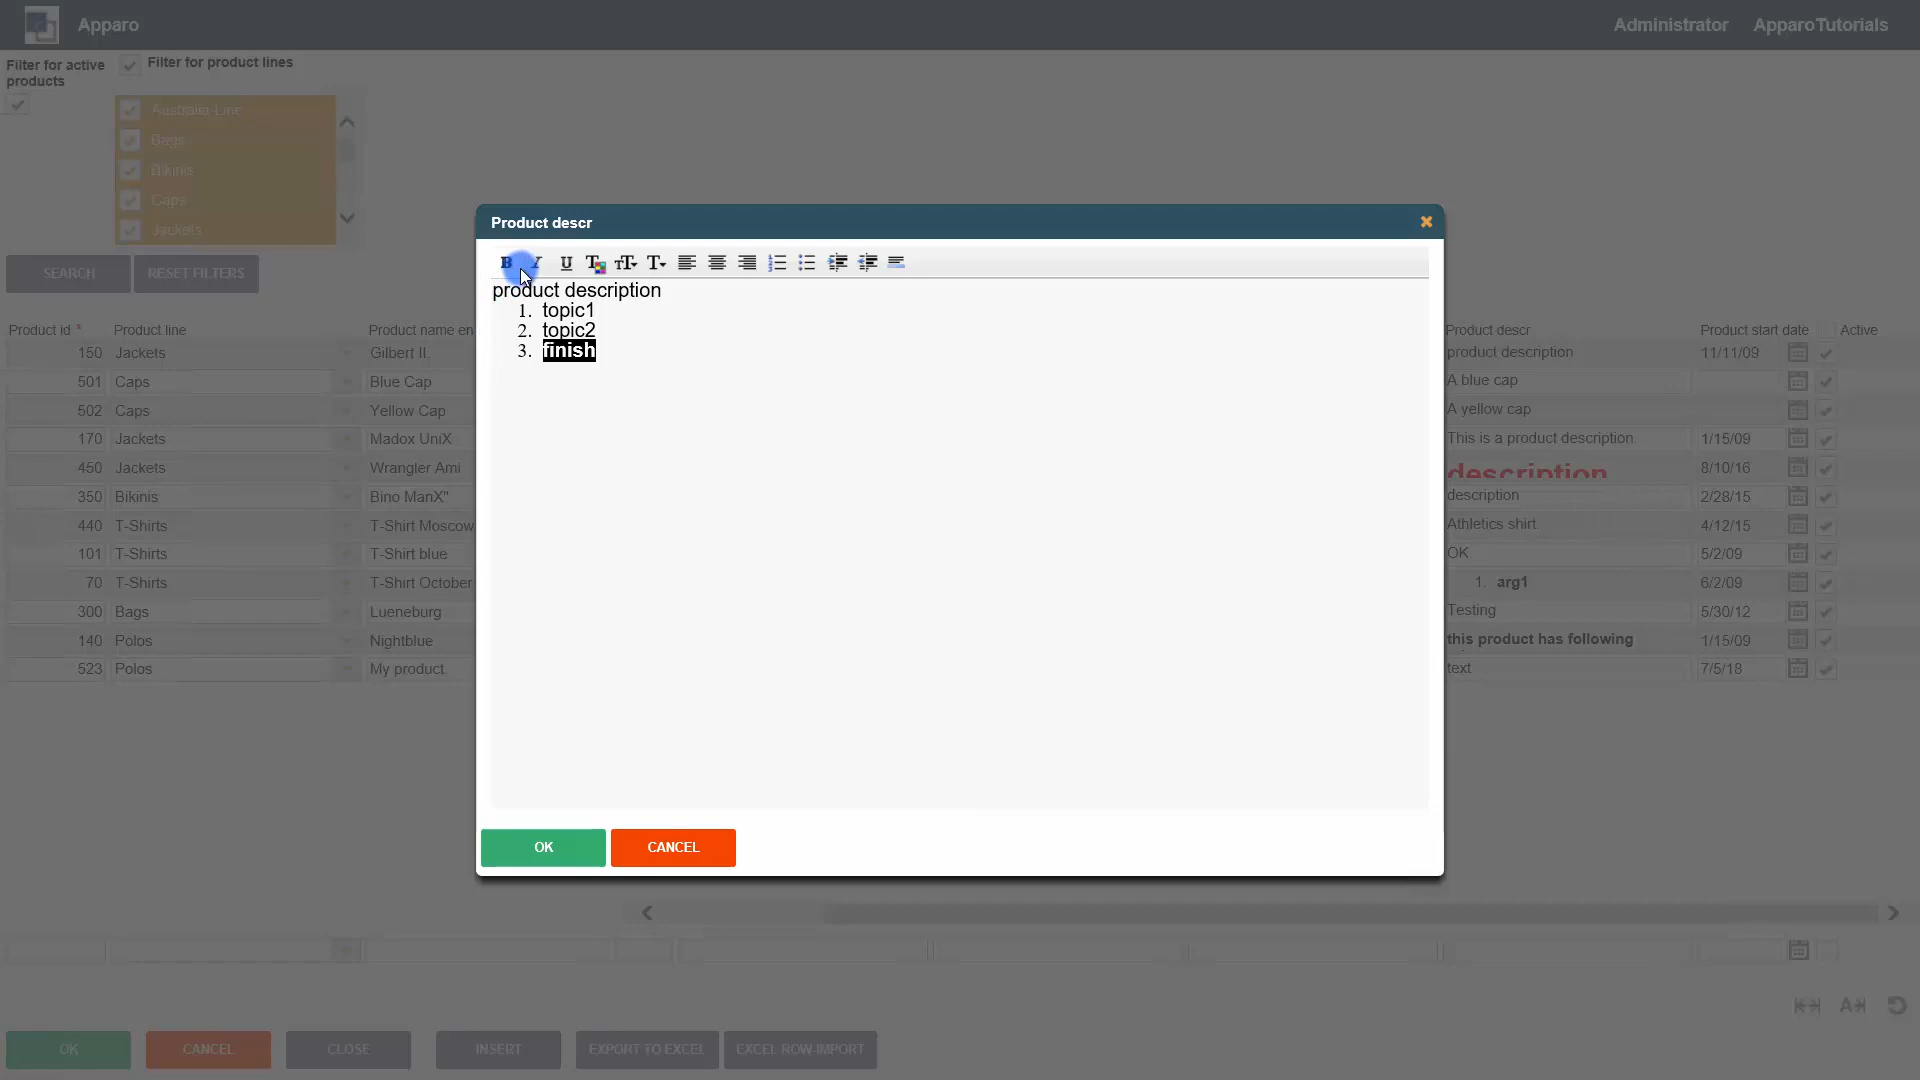 Apparo
Administrator ApparoTutorials
Filter for active products
Filter for product lines
Australia-Line
Bags
Bikinis
Caps
Jackets
SEARCH RESET FILTERS
Product descr
B I U
product description
1. topic1
2. topic2
3. finish
OK CANCEL
Product id * Product line Product name en Product descr Product start date Active
150 Jackets Gilbert II. product description 11/11/09
501 Caps Blue Cap A blue cap
502 Caps Yellow Cap A yellow cap
170 Jackets Madox UniX This is a product description. 1/15/09
450 Jackets Wrangler Ami description 8/10/16
350 Bikinis Bino ManX" description 2/28/15
440 T-Shirts T-Shirt Moscow Athletics shirt 4/12/15
101 T-Shirts T-Shirt blue OK 5/2/09
70 T-Shirts T-Shirt October 1. arg1 6/2/09
300 Bags Lueneburg Testing 5/30/12
140 Polos Nightblue this product has following 1/15/09
523 Polos My product text 7/5/18
OK CANCEL CLOSE INSERT EXPORT TO EXCEL EXCEL ROW-IMPORT